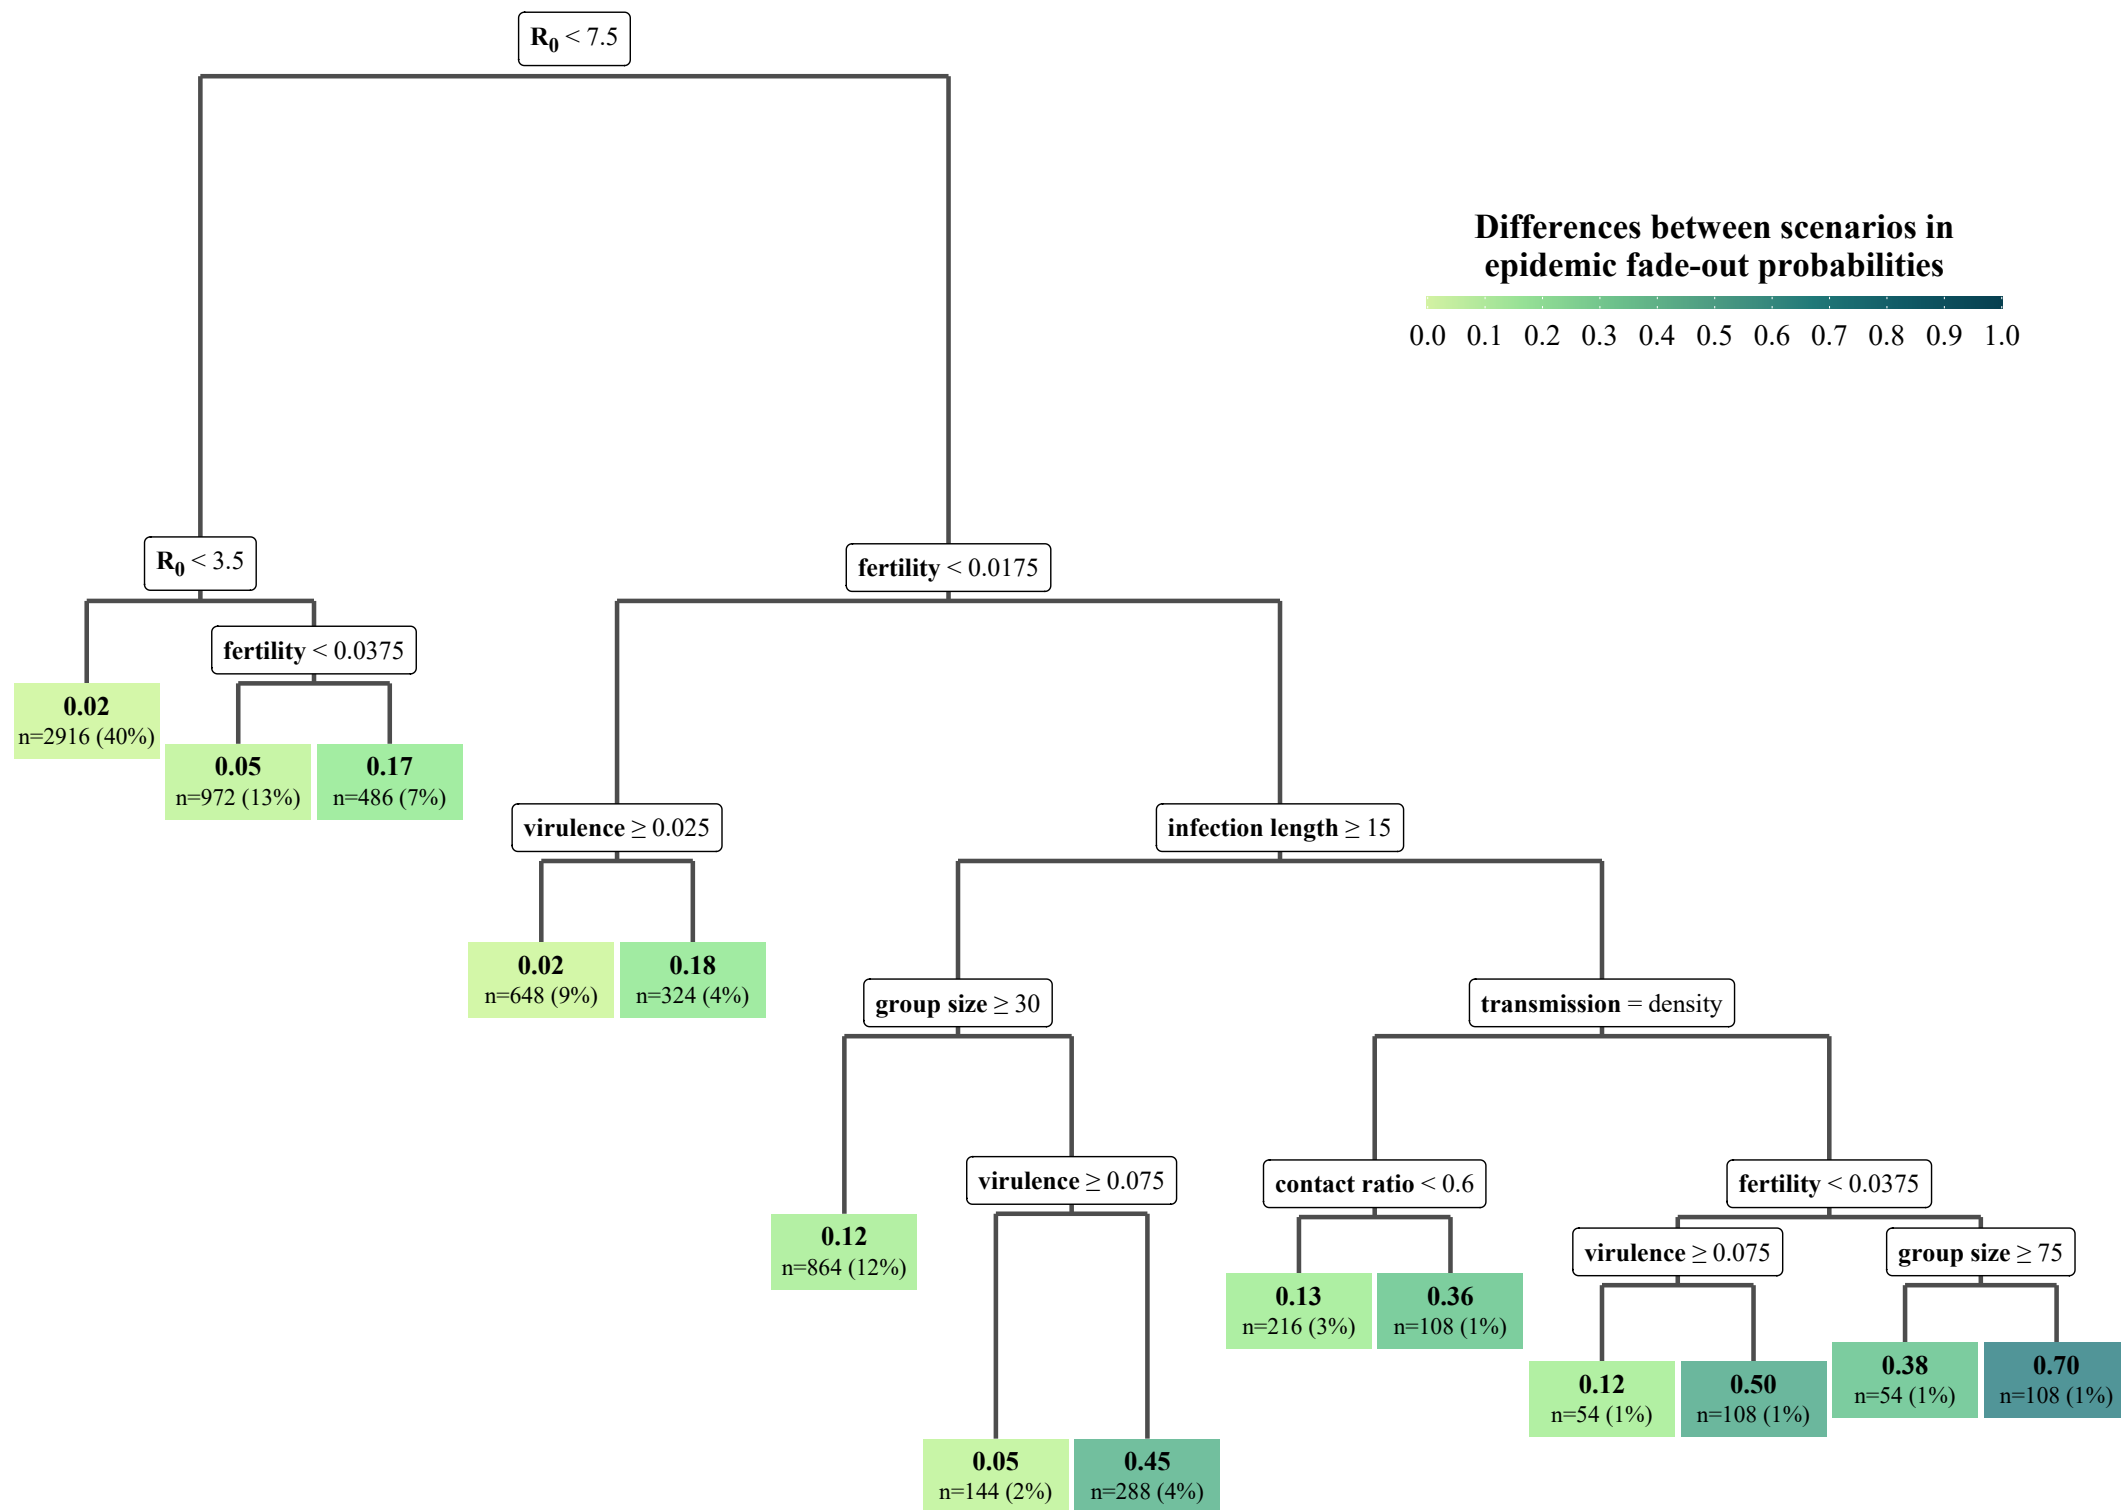 R0 < 7.5
Differences between scenarios in
epidemic fade-out probabilities
0.0 0.1 0.2 0.3 0.4 0.5 0.6 0.7 0.8 0.9 1.0
R0 < 3.5
fertility < 0.0175
fertility < 0.0375
0.02
n=2916 (40%)
0.05
n=972 (13%)
0.17
n=486 (7%)
virulence ≥ 0.025
infection length ≥ 15
0.02
n=648 (9%)
0.18
n=324 (4%)
group size ≥ 30
transmission = density
virulence ≥ 0.075
contact ratio < 0.6
fertility < 0.0375
0.12
n=864 (12%)
virulence ≥ 0.075
group size ≥ 75
0.13
n=216 (3%)
0.36
n=108 (1%)
0.12
n=54 (1%)
0.50
n=108 (1%)
0.38
n=54 (1%)
0.70
n=108 (1%)
0.05
n=144 (2%)
0.45
n=288 (4%)